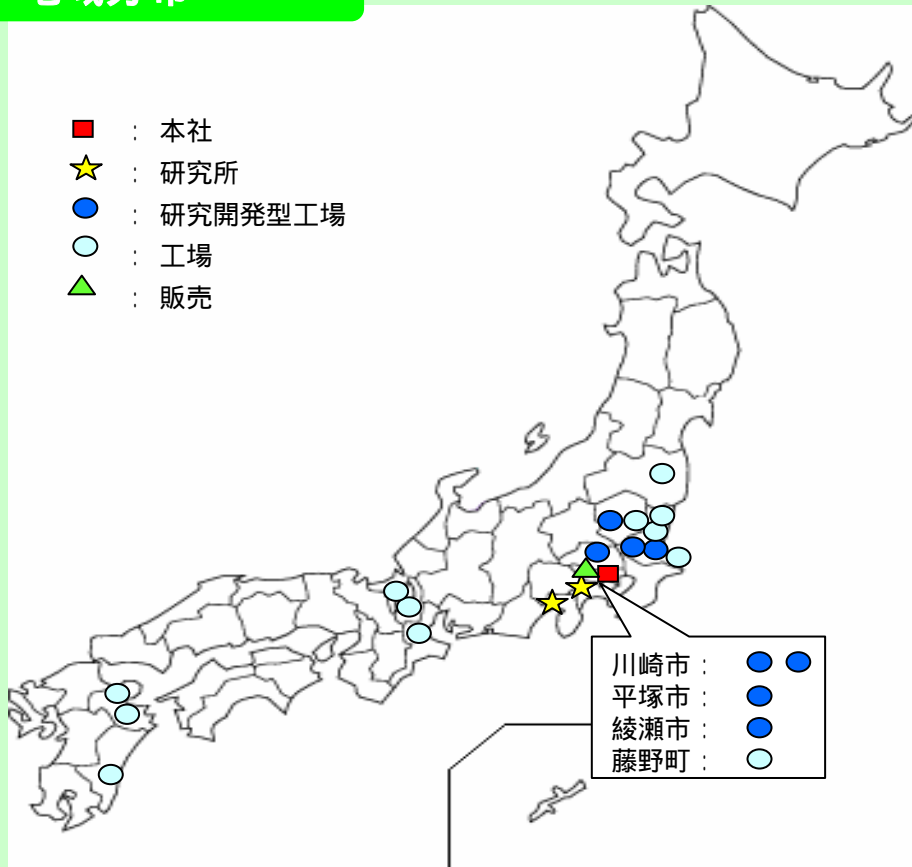 : 本社
: 研究所
: 研究開発型工場
: 工場
: 販売
川崎市 :
平塚市 :
綾瀬市 :
藤野町 :